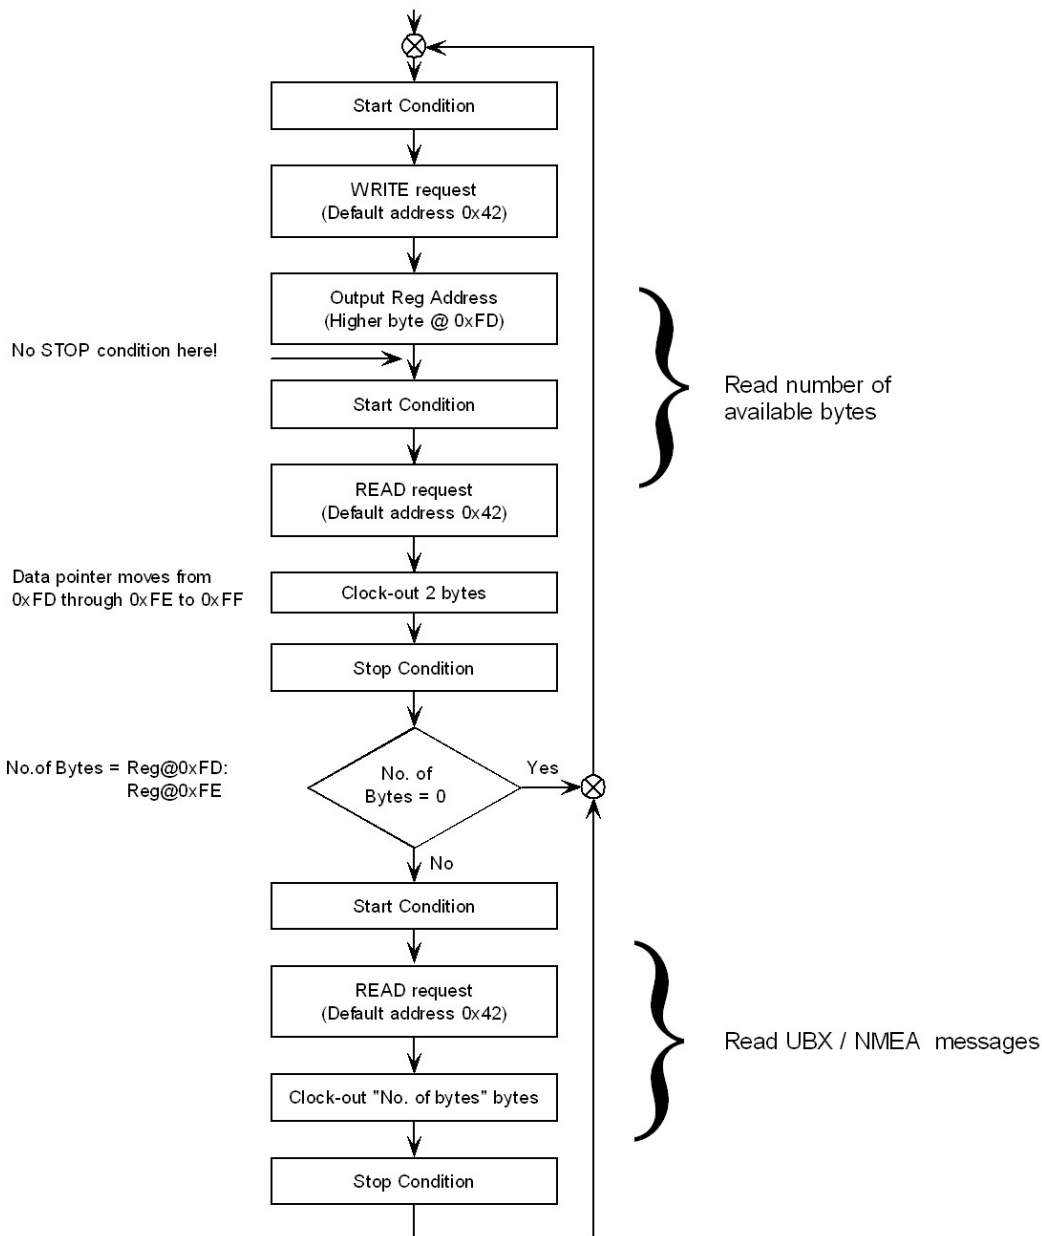 Start Condition
WRITE request
(Default address 0x42)
Output Reg Address
(Higher byte @ 0xFD)
No STOP condition here!
Start Condition
Read number of
available bytes
READ request
(Default address 0x42)
Data pointer moves from
0xFD through 0xFE to 0xFF
Clock-out 2 bytes
Stop Condition
No.of Bytes = Reg@0xFD:
Reg@0xFE
No. of
Bytes = 0
Yes
No
Start Condition
READ request
(Default address 0x42)
Read UBX / NMEA messages
Clock-out "No. of bytes" bytes
Stop Condition